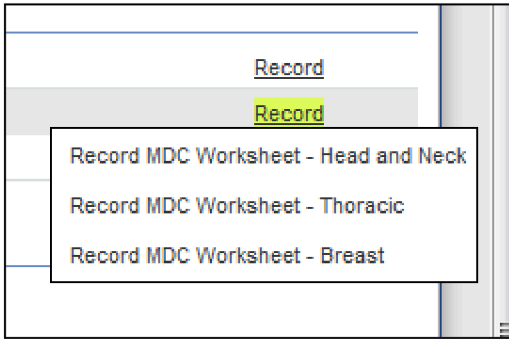 Record
Record
Record MDC Worksheet - Head and Neck
Record MDC Worksheet - Thoracic
Record MDC Worksheet - Breast